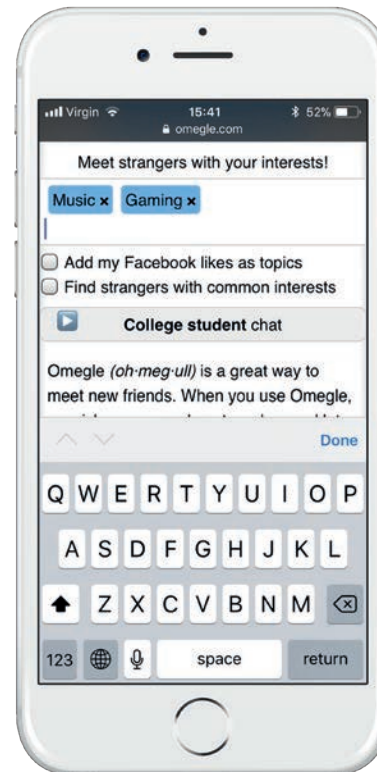 Virgin 15:41 52%
omegle.com
Meet strangers with your interests!
Music × Gaming ×
Add my Facebook likes as topics
Find strangers with common interests
College student chat
Omegle (oh·meg·ull) is a great way to
meet new friends. When you use Omegle,
Done
Q W E R T Y U I O P
A S D F G H J K L
Z X C V B N M
123 space return